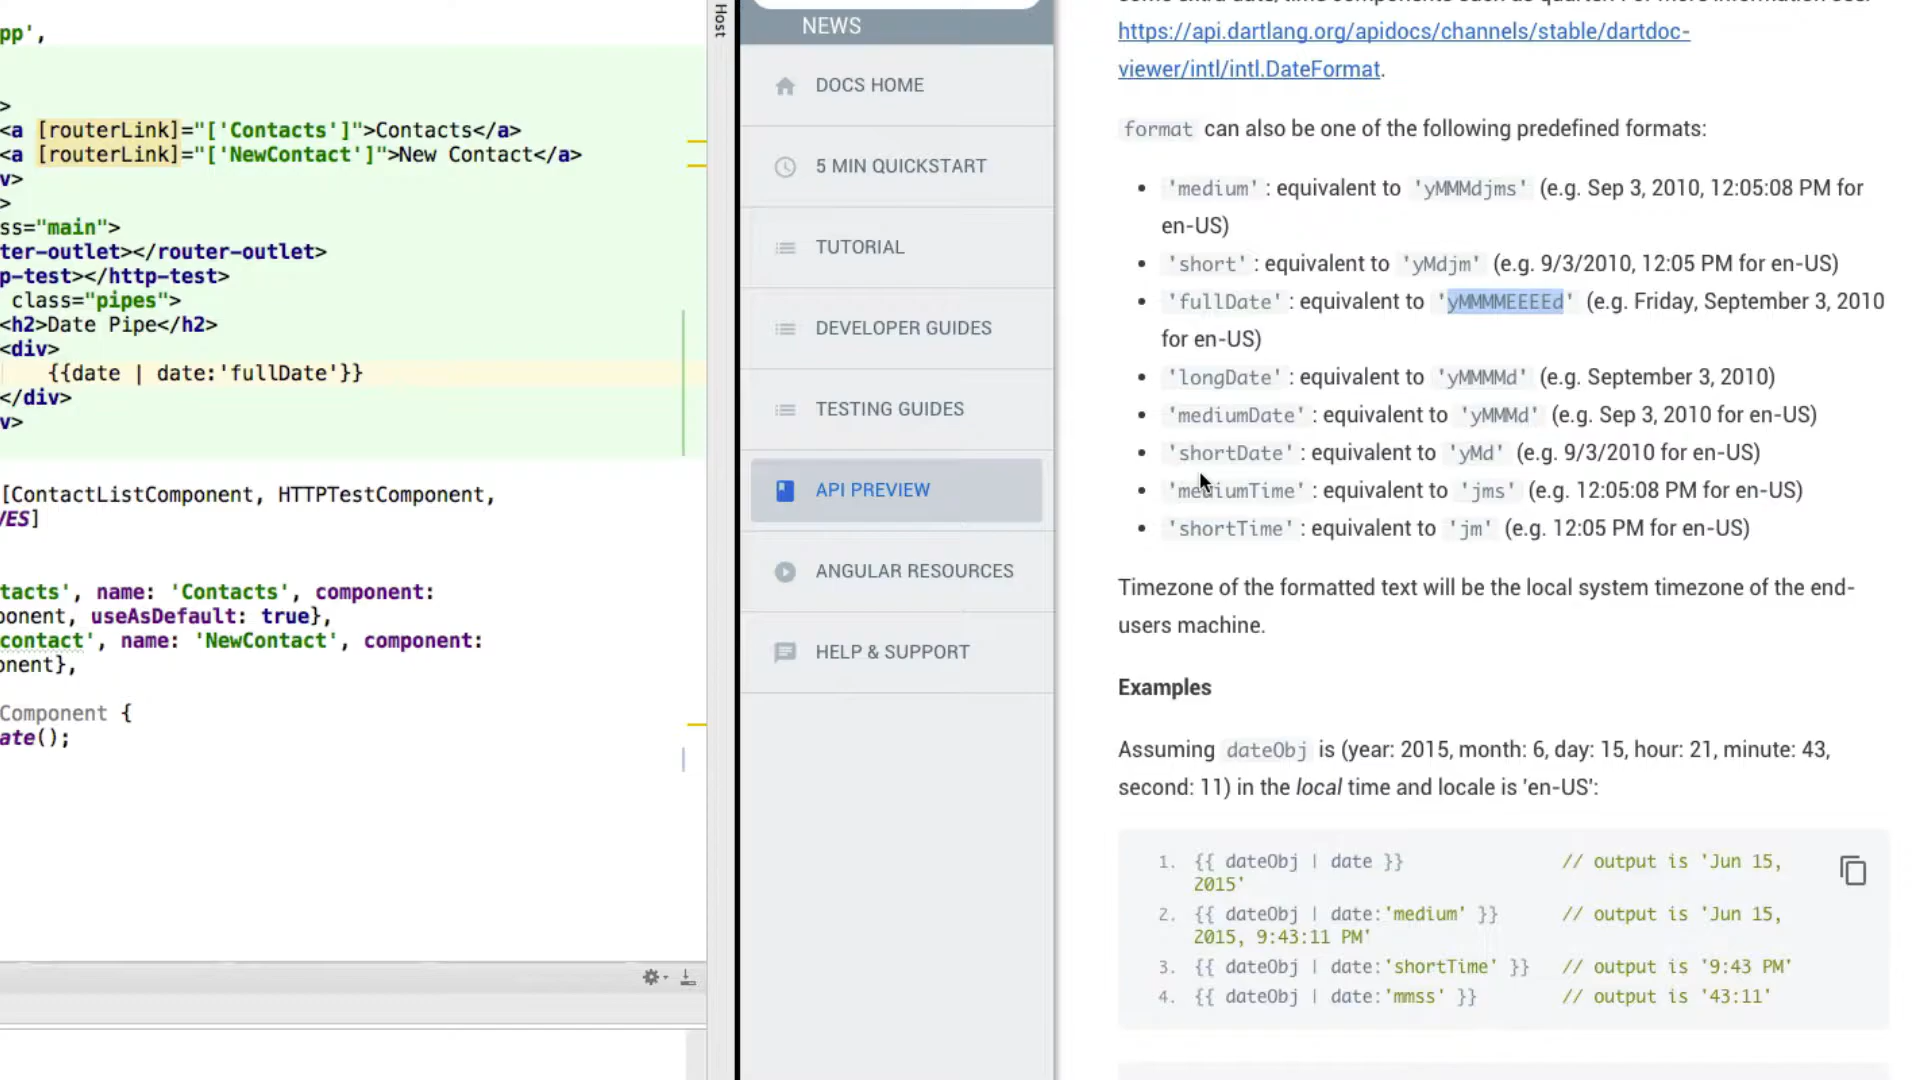 pp',
>
<a [routerLink]="['Contacts']">Contacts</a>
<a [routerLink]="['NewContact']">New Contact</a>
v>
>
ss="main">
ter-outlet></router-outlet>
p-test></http-test>
class="pipes">
<h2>Date Pipe</h2>
<div>
{{date | date:'fullDate'}}
</div>
v>
[ContactListComponent, HTTPTestComponent,
VES]
tacts', name: 'Contacts', component:
ponent, useAsDefault: true},
contact', name: 'NewContact', component:
onent},
Component {
ate();
Host
NEWS
DOCS HOME
5 MIN QUICKSTART
TUTORIAL
DEVELOPER GUIDES
TESTING GUIDES
API PREVIEW
ANGULAR RESOURCES
HELP & SUPPORT
https://api.dartlang.org/apidocs/channels/stable/dartdoc-
viewer/intl/intl.DateFormat.
format can also be one of the following predefined formats:
• 'medium' : equivalent to 'yMMMdjms' (e.g. Sep 3, 2010, 12:05:08 PM for
en-US)
• 'short' : equivalent to 'yMdjm' (e.g. 9/3/2010, 12:05 PM for en-US)
• 'fullDate' : equivalent to 'yMMMMEEEEd' (e.g. Friday, September 3, 2010
for en-US)
• 'longDate' : equivalent to 'yMMMMd' (e.g. September 3, 2010)
• 'mediumDate' : equivalent to 'yMMMd' (e.g. Sep 3, 2010 for en-US)
• 'shortDate' : equivalent to 'yMd' (e.g. 9/3/2010 for en-US)
• 'mediumTime' : equivalent to 'jms' (e.g. 12:05:08 PM for en-US)
• 'shortTime' : equivalent to 'jm' (e.g. 12:05 PM for en-US)
Timezone of the formatted text will be the local system timezone of the end-
users machine.
Examples
Assuming dateObj is (year: 2015, month: 6, day: 15, hour: 21, minute: 43,
second: 11) in the local time and locale is 'en-US':
1. {{ dateObj | date }} // output is 'Jun 15,
2015'
2. {{ dateObj | date:'medium' }} // output is 'Jun 15,
2015, 9:43:11 PM'
3. {{ dateObj | date:'shortTime' }} // output is '9:43 PM'
4. {{ dateObj | date:'mmss' }} // output is '43:11'